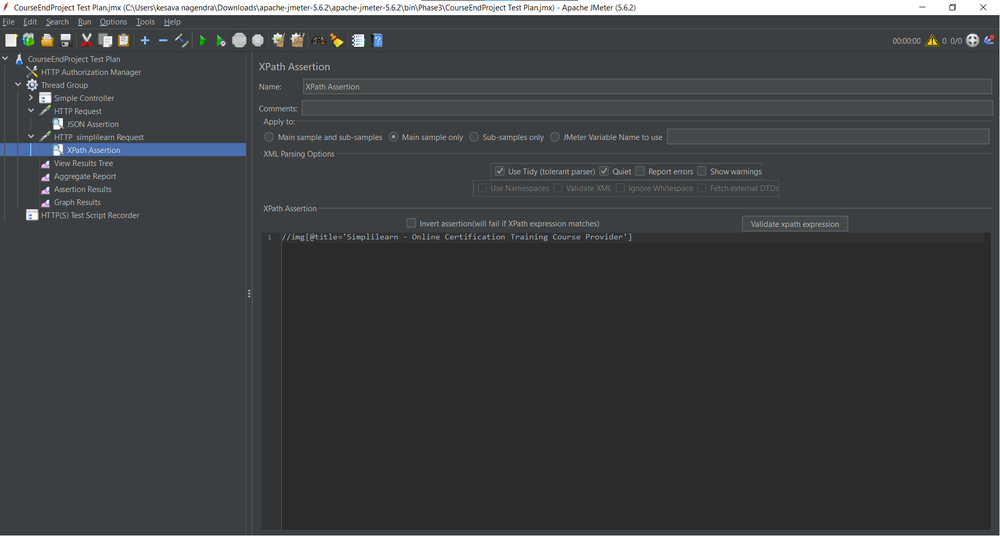 CourseEndProject Test Plan.jmx (C:\Users\kesava nagendra\Downloads\apache-jmeter-5.6.2\apache-jmeter-5.6.2\bin\Phase3\CourseEndProject Test Plan.jmx) - Apache JMeter (5.6.2)
File Edit Search Run Options Tools Help
STOP
00:00:00 0 0/0
CourseEndProject Test Plan
HTTP Authorization Manager
Thread Group
Simple Controller
HTTP Request
JSON Assertion
HTTP  simplilearn Request
XPath Assertion
View Results Tree
Aggregate Report
Assertion Results
Graph Results
HTTP(S) Test Script Recorder
XPath Assertion
Name: XPath Assertion
Comments:
Apply to:
Main sample and sub-samples Main sample only Sub-samples only JMeter Variable Name to use
XML Parsing Options
Use Tidy (tolerant parser) Quiet Report errors Show warnings
Use Namespaces Validate XML Ignore Whitespace Fetch external DTDs
XPath Assertion
Invert assertion(will fail if XPath expression matches) Validate xpath expression
1 //img[@title='Simplilearn - Online Certification Training Course Provider']